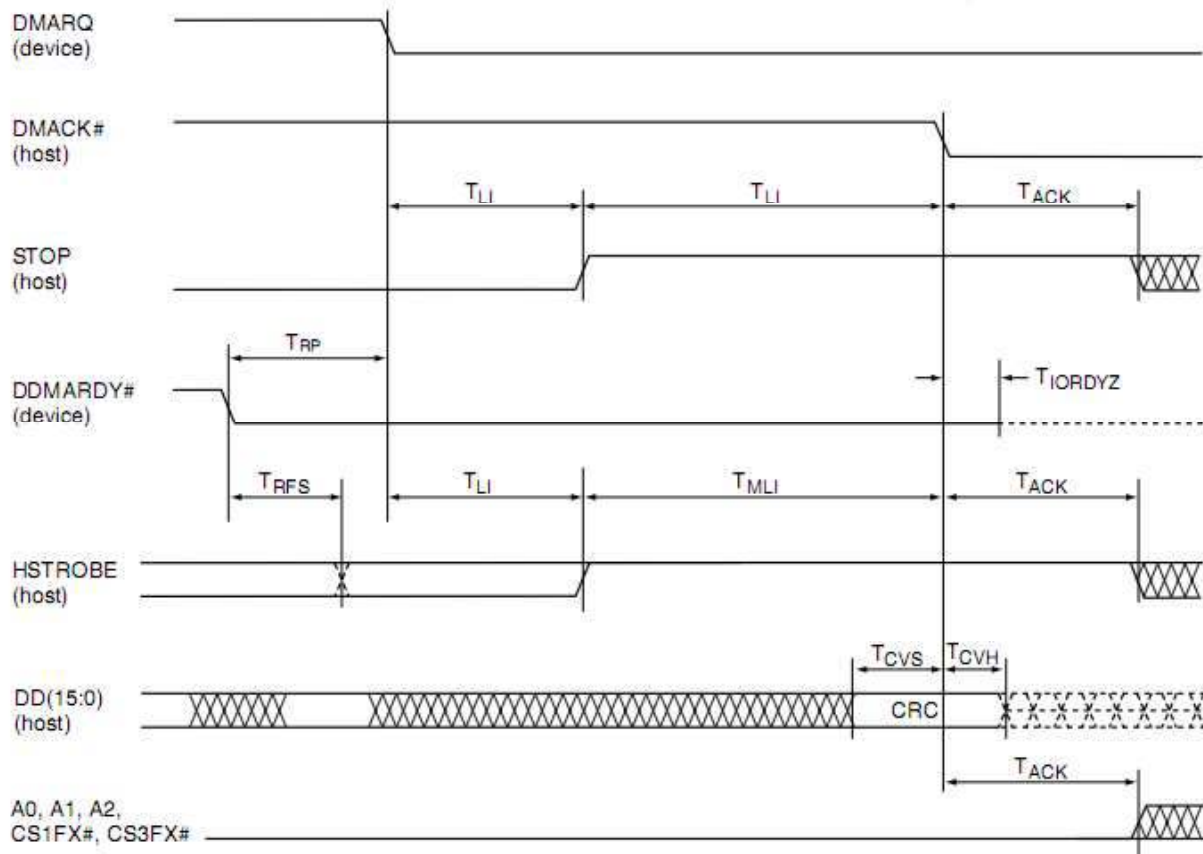 DMARQ
(device)
DMACK#
(host)
TLI TLI TACK
STOP
(host)
TRP
DDMARDY#
(device)
TIORDYZ
TRFS TLI TMLI TACK
HSTROBE
(host)
TCVS TCVH
DD(15:0)
(host)
CRC
TACK
A0, A1, A2,
CS1FX#, CS3FX#